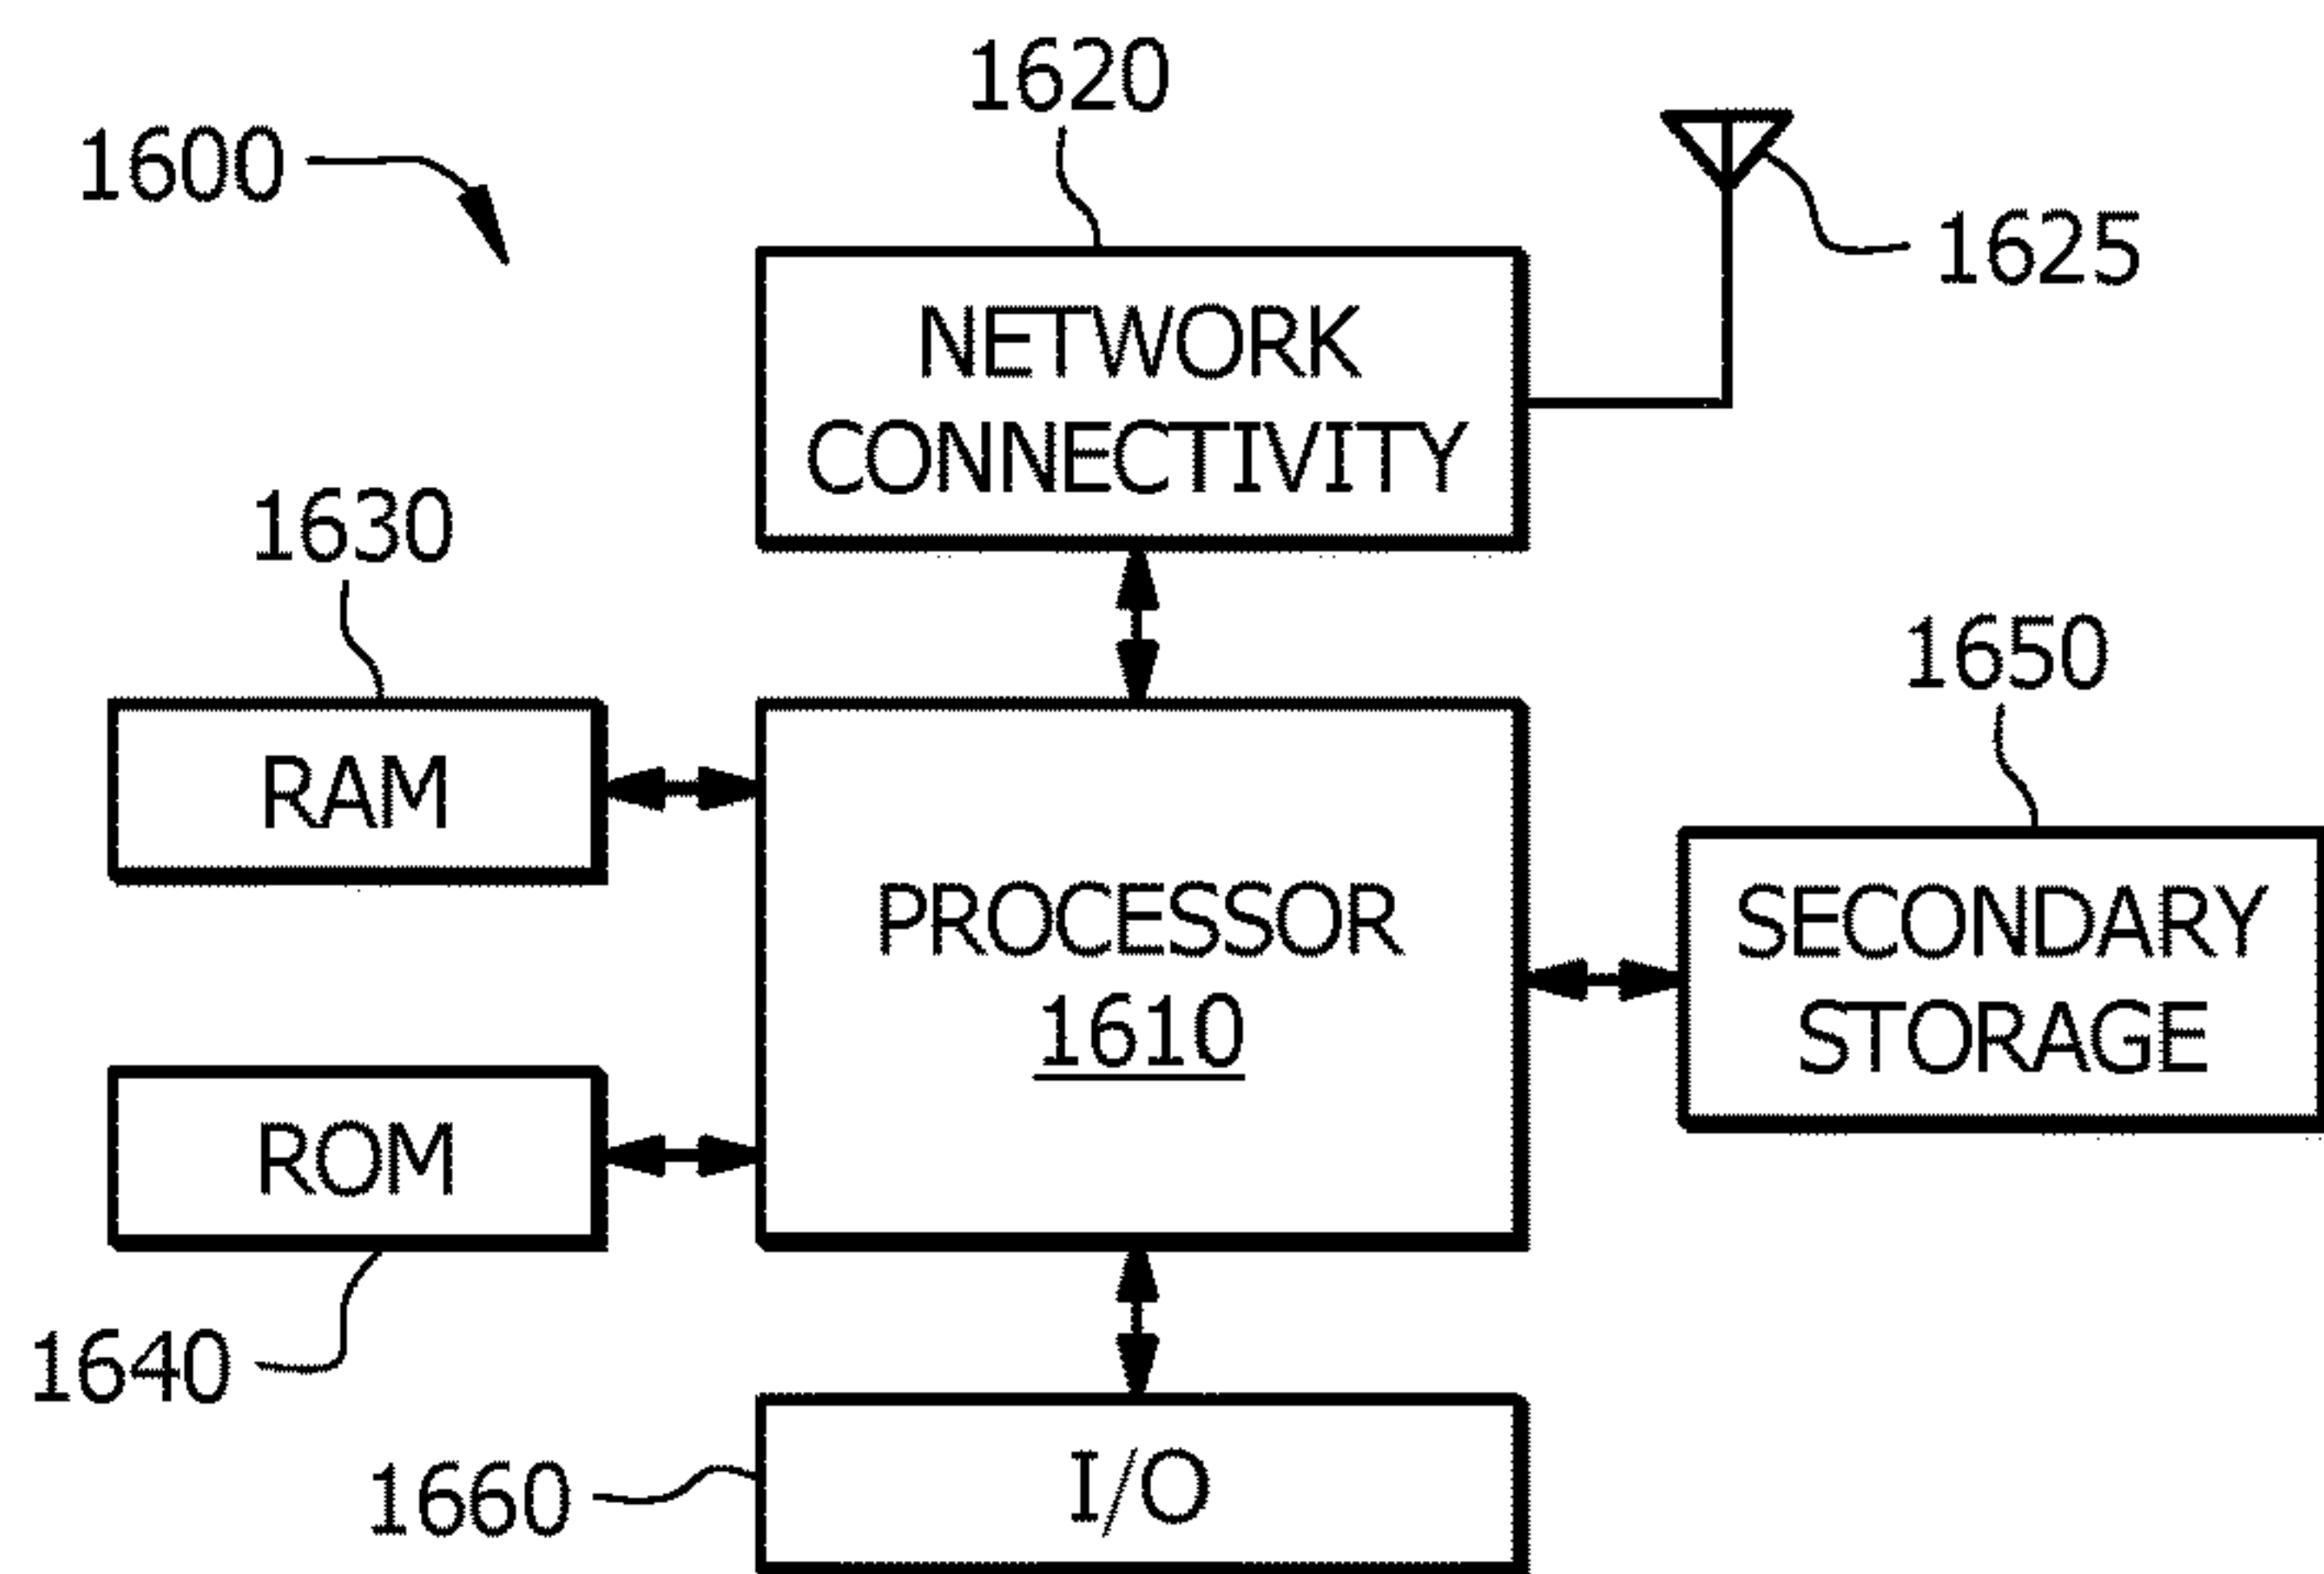 1620
1600
1625
NETWORK
CONNECTIVITY
1630
1650
RAM
PROCESSOR
1610
SECONDARY
STORAGE
ROM
1640
1660
I/O